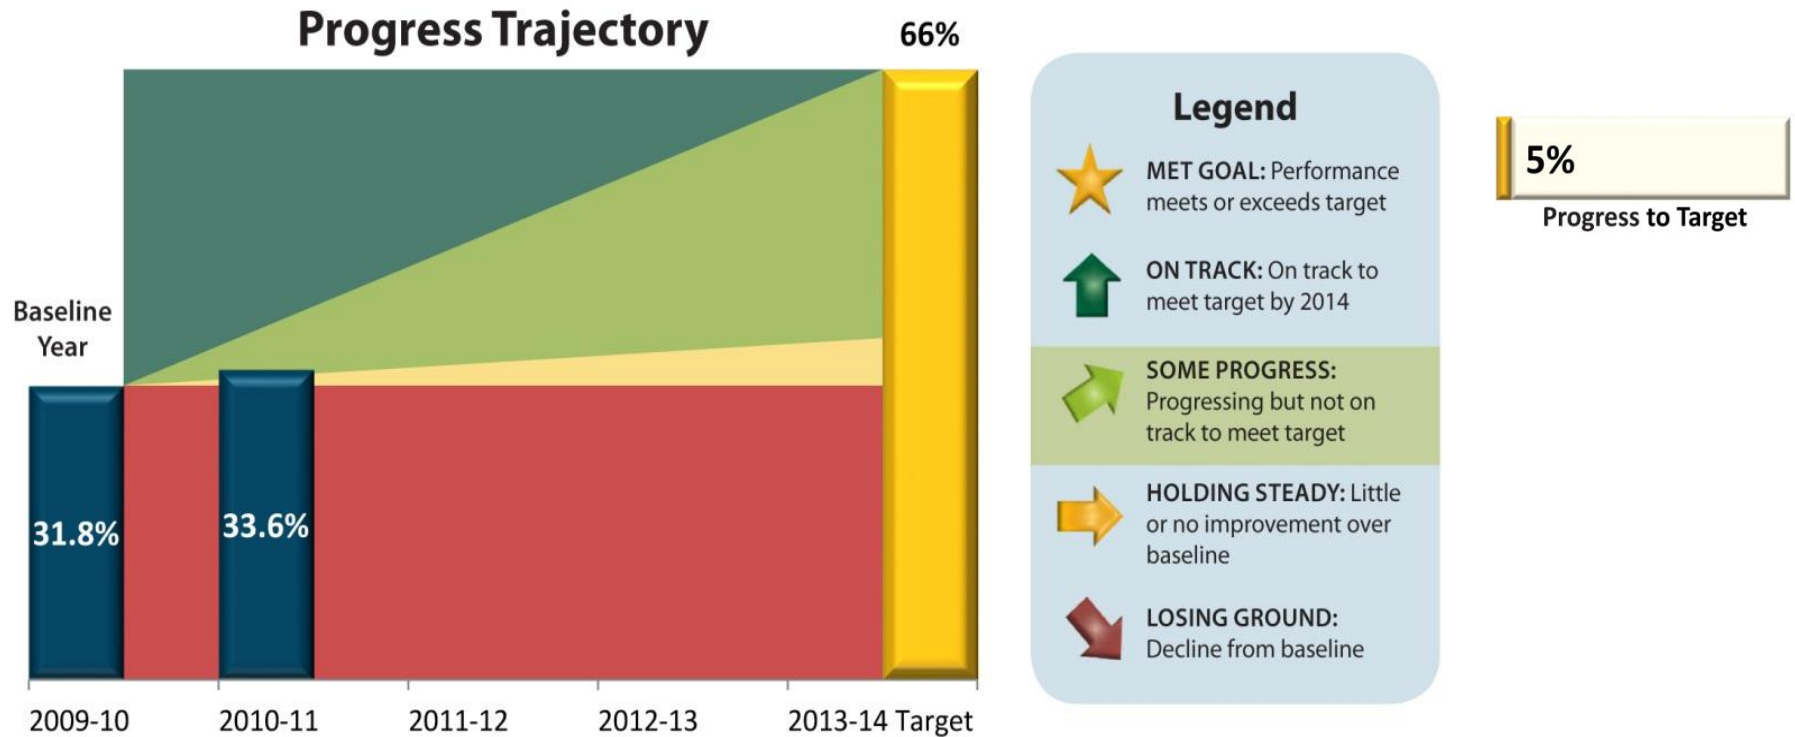 Progress Trajectory
66%
Baseline
Year
31.8%
33.6%
2009-10
2010-11
2011-12
2012-13
2013-14 Target
Legend
MET GOAL: Performance
meets or exceeds target
ON TRACK: On track to
meet target by 2014
SOME PROGRESS:
Progressing but not on
track to meet target
HOLDING STEADY: Little
or no improvement over
baseline
LOSING GROUND:
Decline from baseline
5%
Progress to Target